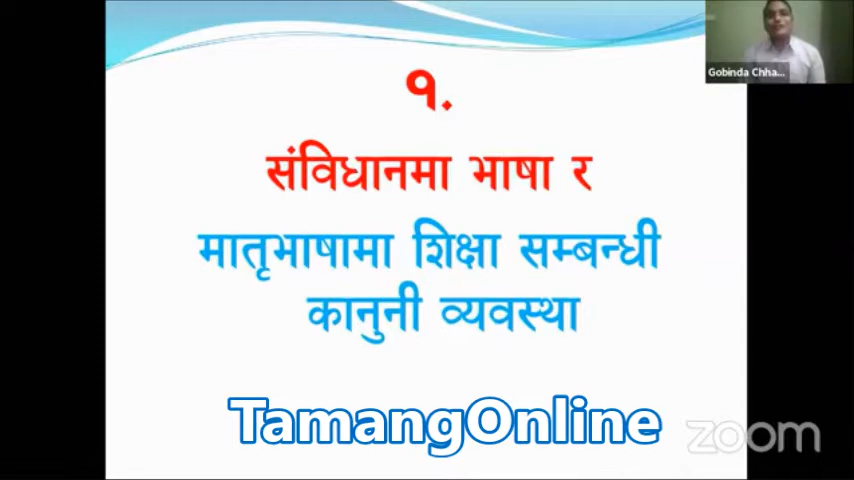 १.
संविधानमा भाषा र
मातृभाषामा शिक्षा सम्बन्धी
कानुनी व्यवस्था
TamangOnline
zoom
Gobinda Chha...